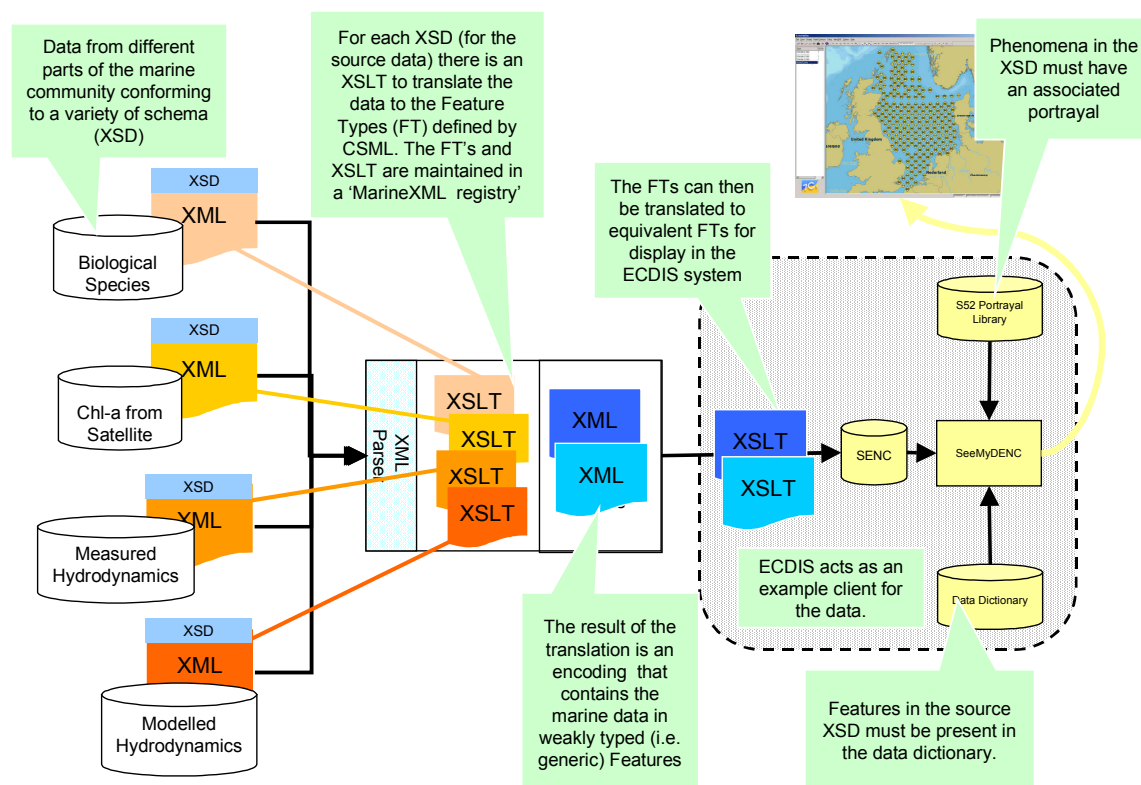 Data from different
parts of the marine
community conforming
to a variety of schema
(XSD)
For each XSD (for the
source data) there is an
XSLT to translate the
data to the Feature
Types (FT) defined by
CSML. The FT's and
XSLT are maintained in
a 'MarineXML registry'
Phenomena in the
XSD must have
an associated
portrayal
The FTs can then
be translated to
equivalent FTs for
display in the
ECDIS system
United Kingdom
Nederland
XSD
XML
Biological
Species
XSD
XML
Chl-a from
Satellite
XSD
XML
Measured
Hydrodynamics
XSD
XML
Modelled
Hydrodynamics
XML
Parser
XSLT
XSLT
XSLT
XSLT
XML
XML
XSLT
XSLT
SENC
S52 Portrayal
Library
SeeMyDENC
Data Dictionary
ECDIS acts as an
example client for
the data.
The result of the
translation is an
encoding that
contains the
marine data in
weakly typed (i.e.
generic) Features
Features in the source
XSD must be present in
the data dictionary.